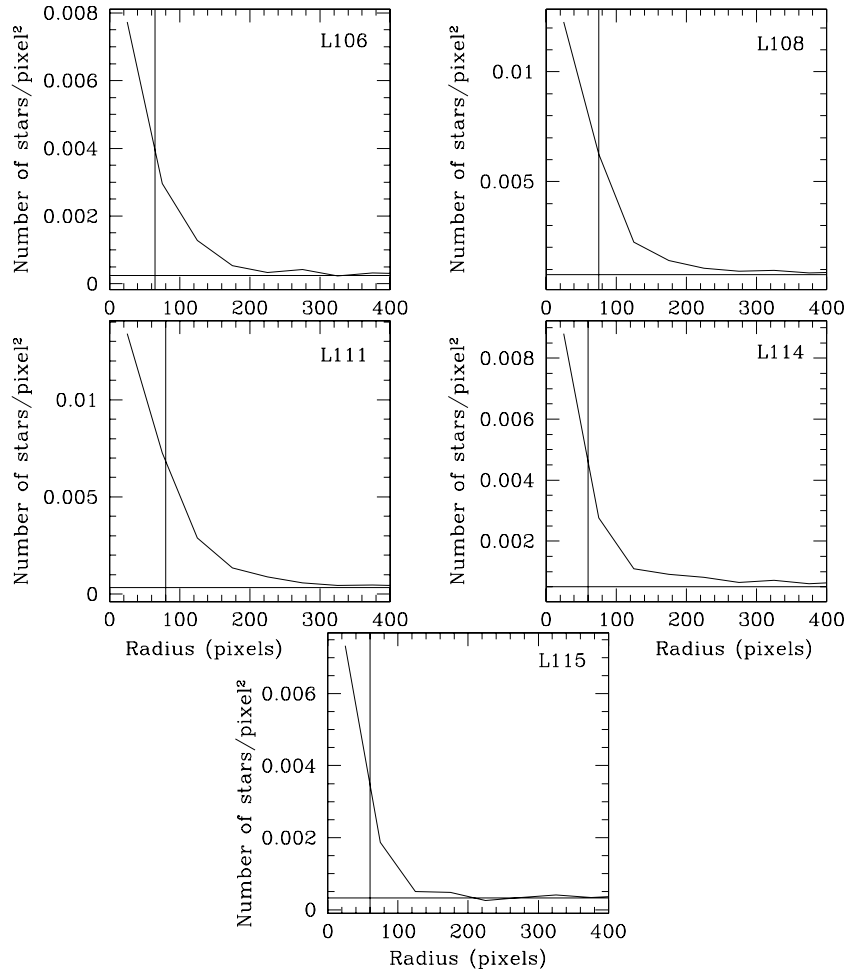 L106
Number of stars/pixel²
0.008
0.006
0.004
0.002
0
0 100 200 300 400
L108
Number of stars/pixel²
0.01
0.005
0 100 200 300 400
L111
Number of stars/pixel²
0.01
0.005
0
0 100 200 300 400
Radius (pixels)
L114
Number of stars/pixel²
0.008
0.006
0.004
0.002
0 100 200 300 400
Radius (pixels)
L115
Number of stars/pixel²
0.006
0.004
0.002
0
0 100 200 300 400
Radius (pixels)